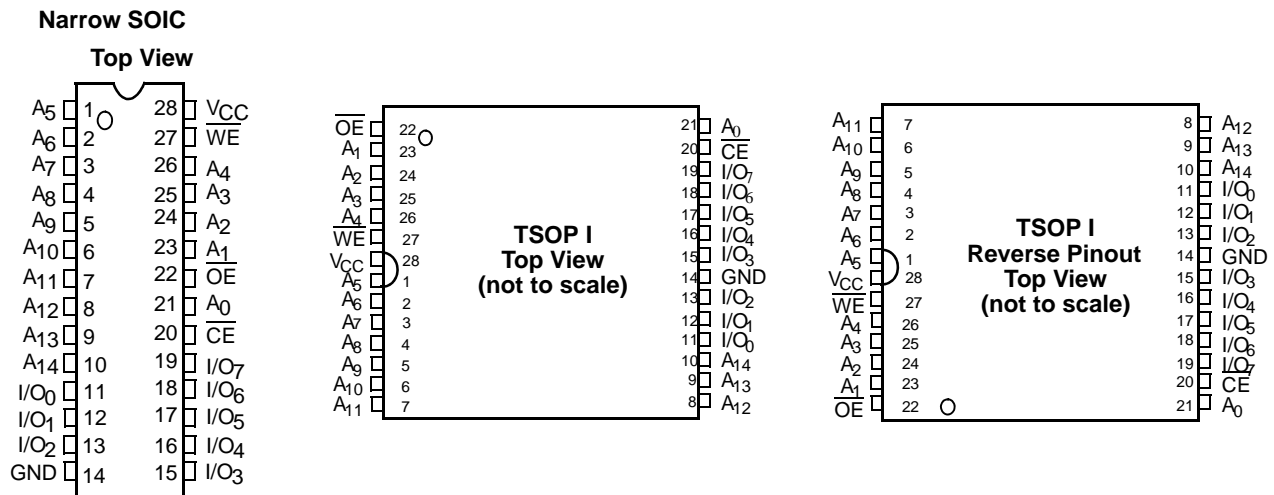 Narrow SOIC
Top View
A5 1 28 VCC
A6 2 27 WE
A7 3 26 A4
A8 4 25 A3
A9 5 24 A2
A10 6 23 A1
A11 7 22 OE
A12 8 21 A0
A13 9 20 CE
A14 10 19 I/O7
I/O0 11 18 I/O6
I/O1 12 17 I/O5
I/O2 13 16 I/O4
GND 14 15 I/O3
OE 22 21 A0
A1 23 20 CE
A2 24 19 I/O7
A3 25 18 I/O6
A4 26 17 I/O5
WE 27 16 I/O4
VCC 28 15 I/O3
A5 1 14 GND
A6 2 13 I/O2
A7 3 12 I/O1
A8 4 11 I/O0
A9 5 10 A14
A10 6 9 A13
A11 7 8 A12
TSOP I
Top View
(not to scale)
A11 7 8 A12
A10 6 9 A13
A9 5 10 A14
A8 4 11 I/O0
A7 3 12 I/O1
A6 2 13 I/O2
A5 1 14 GND
VCC 28 15 I/O3
WE 27 16 I/O4
A4 26 17 I/O5
A3 25 18 I/O6
A2 24 19 I/O7
A1 23 20 CE
OE 22 21 A0
TSOP I
Reverse Pinout
Top View
(not to scale)